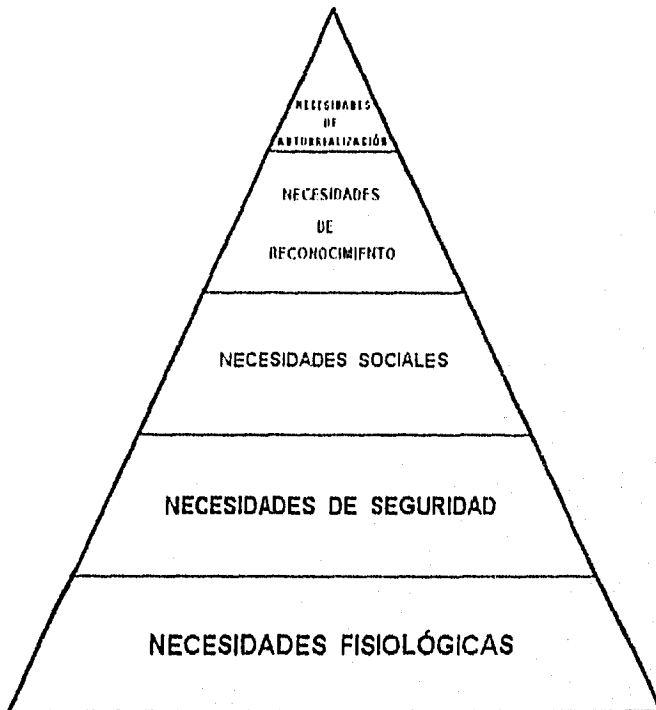 NECESIDADES
DE
AUTORREALIZACIÓN
NECESIDADES
DE
RECONOCIMIENTO
NECESIDADES SOCIALES
NECESIDADES DE SEGURIDAD
NECESIDADES FISIOLÓGICAS